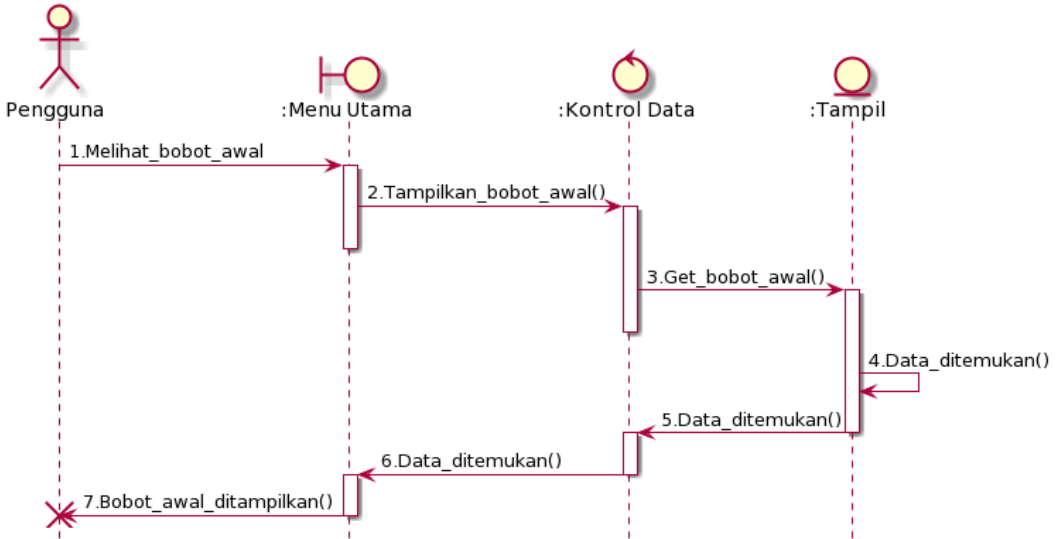 Pengguna
:Menu Utama
:Kontrol Data
:Tampil
1.Melihat_bobot_awal
2.Tampilkan_bobot_awal()
3.Get_bobot_awal()
4.Data_ditemukan()
5.Data_ditemukan()
6.Data_ditemukan()
7.Bobot_awal_ditampilkan()